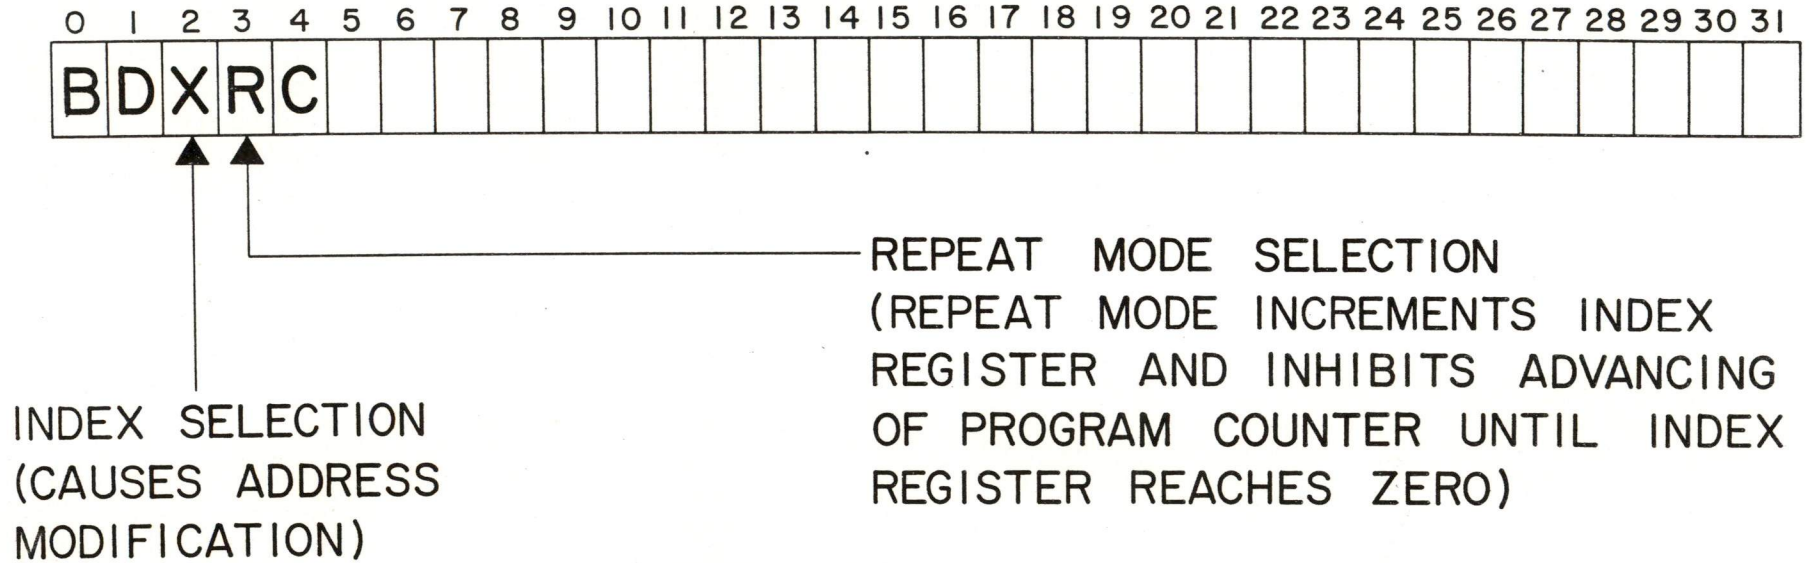 0 1 2 3 4 5 6 7 8 9 10 11 12 13 14 15 16 17 18 19 20 21 22 23 24 25 26 27 28 29 30 31
B D X R C
REPEAT MODE SELECTION
(REPEAT MODE INCREMENTS INDEX
REGISTER AND INHIBITS ADVANCING
OF PROGRAM COUNTER UNTIL INDEX
REGISTER REACHES ZERO)
INDEX SELECTION
(CAUSES ADDRESS
MODIFICATION)